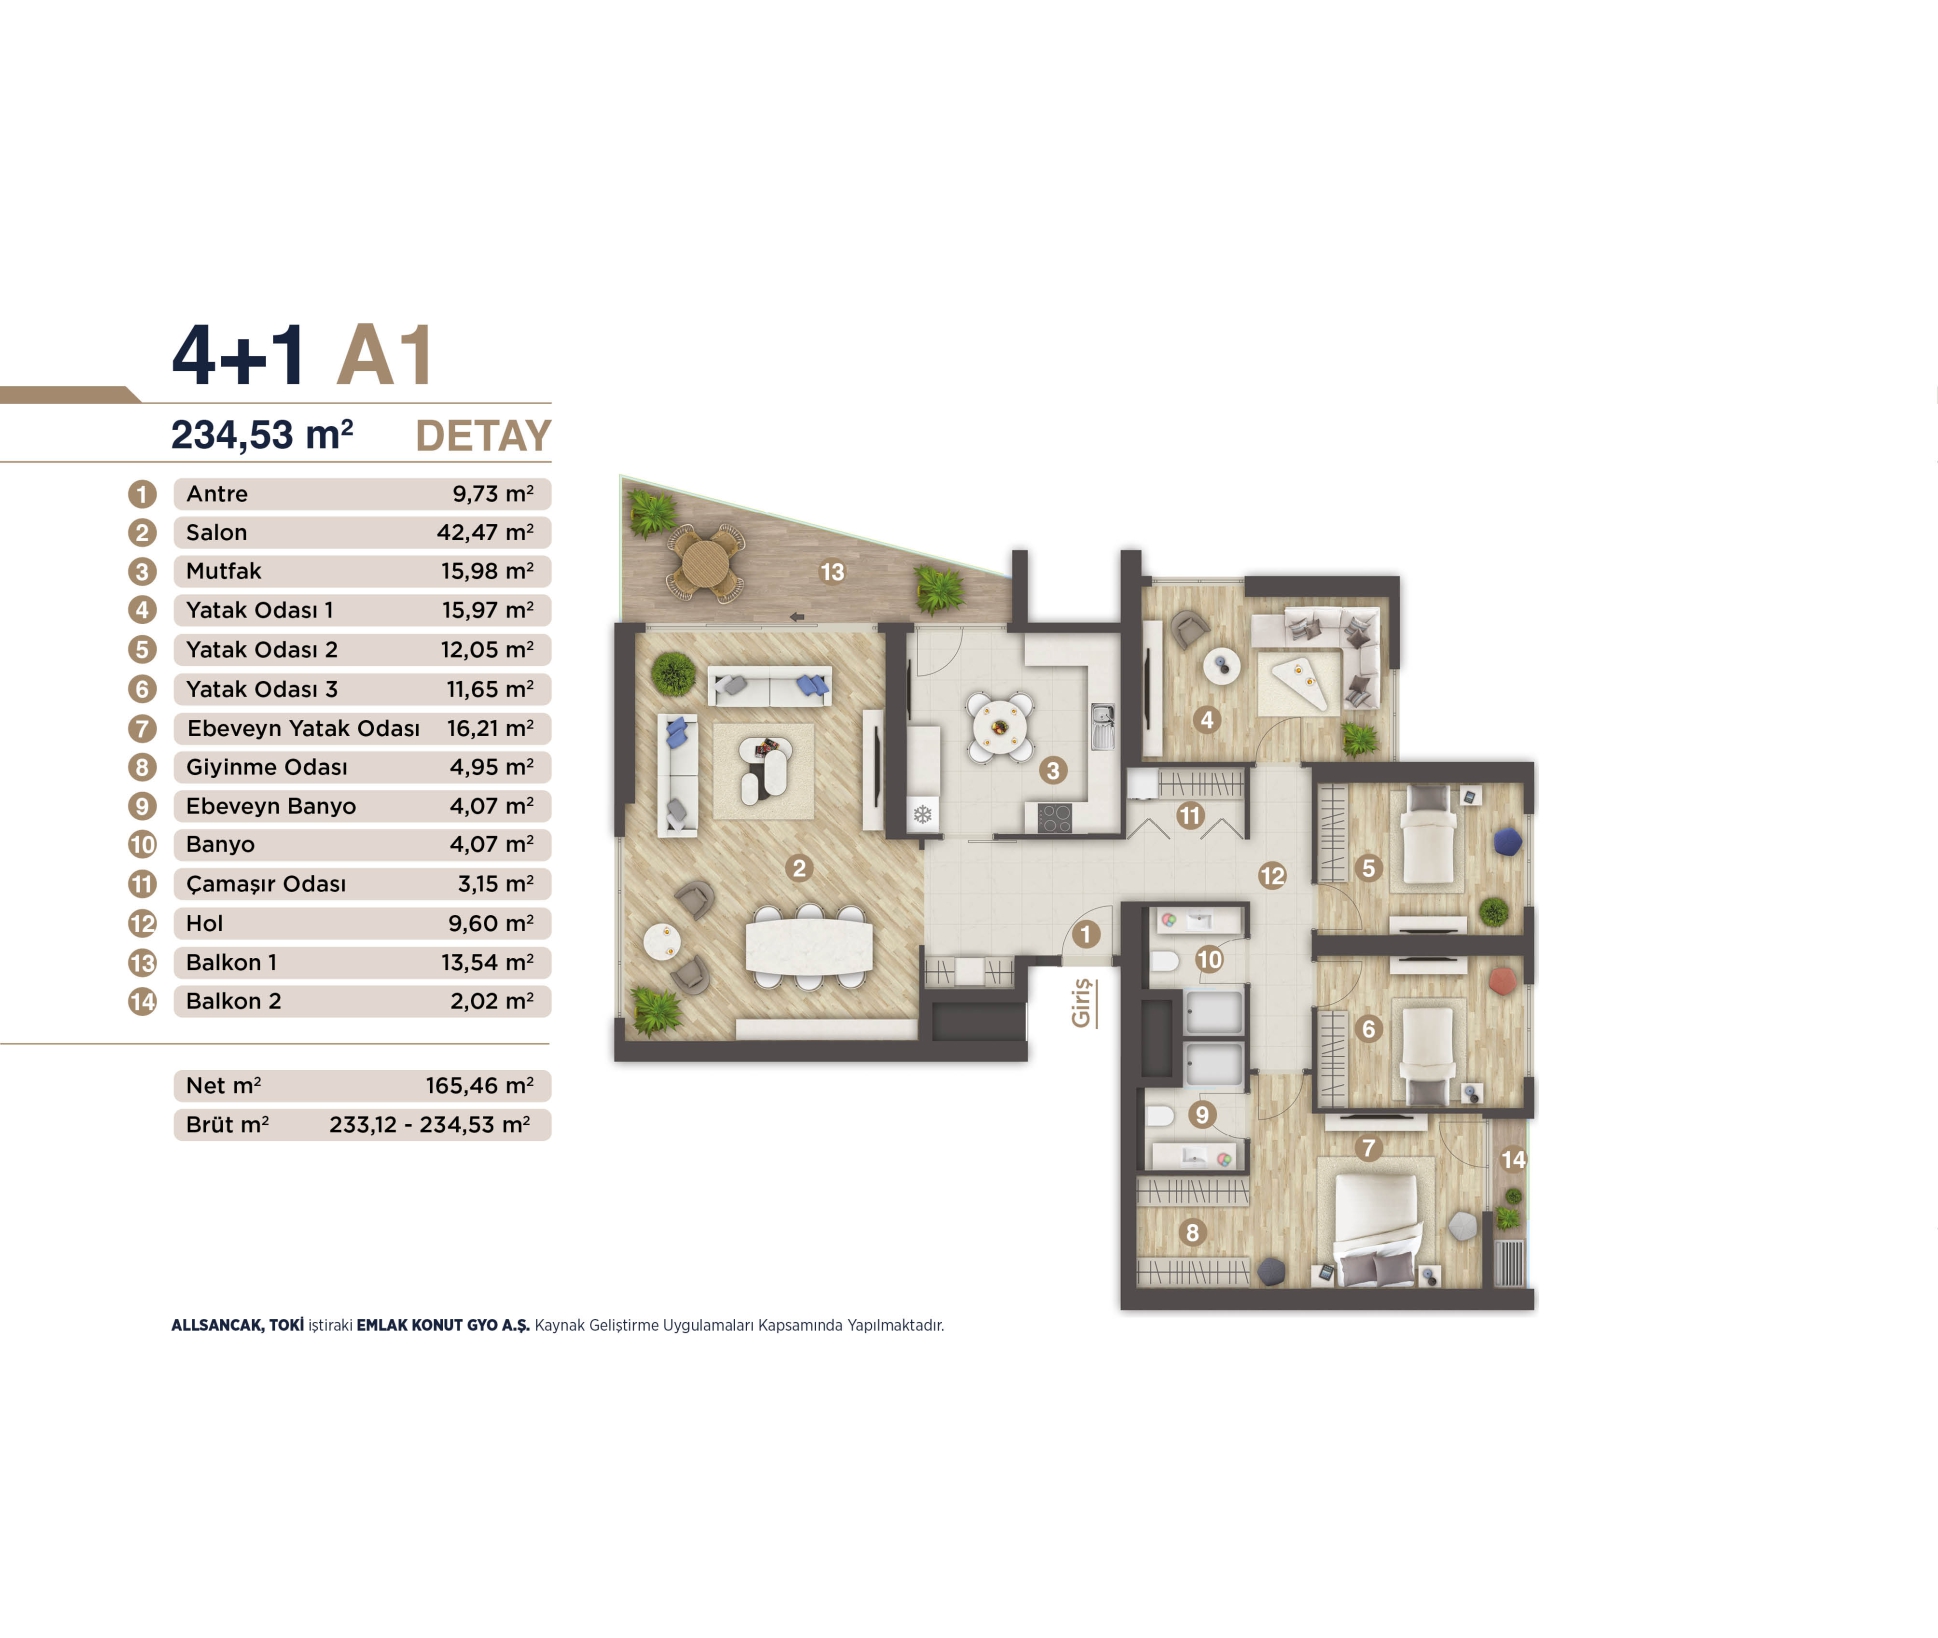 4+1 A1
234,53 m² DETAY
1 Antre 9,73 m²
2 Salon 42,47 m²
3 Mutfak 15,98 m²
4 Yatak Odası 1 15,97 m²
5 Yatak Odası 2 12,05 m²
6 Yatak Odası 3 11,65 m²
7 Ebeveyn Yatak Odası 16,21 m²
8 Giyinme Odası 4,95 m²
9 Ebeveyn Banyo 4,07 m²
10 Banyo 4,07 m²
11 Çamaşır Odası 3,15 m²
12 Hol 9,60 m²
13 Balkon 1 13,54 m²
14 Balkon 2 2,02 m²
Net m² 165,46 m²
Brüt m² 233,12 - 234,53 m²
13
4
3
11
2
12
5
1
10
Giriş
6
9
7
14
8
ALLSANCAK, TOKİ iştiraki EMLAK KONUT GYO A.Ş. Kaynak Geliştirme Uygulamaları Kapsamında Yapılmaktadır.